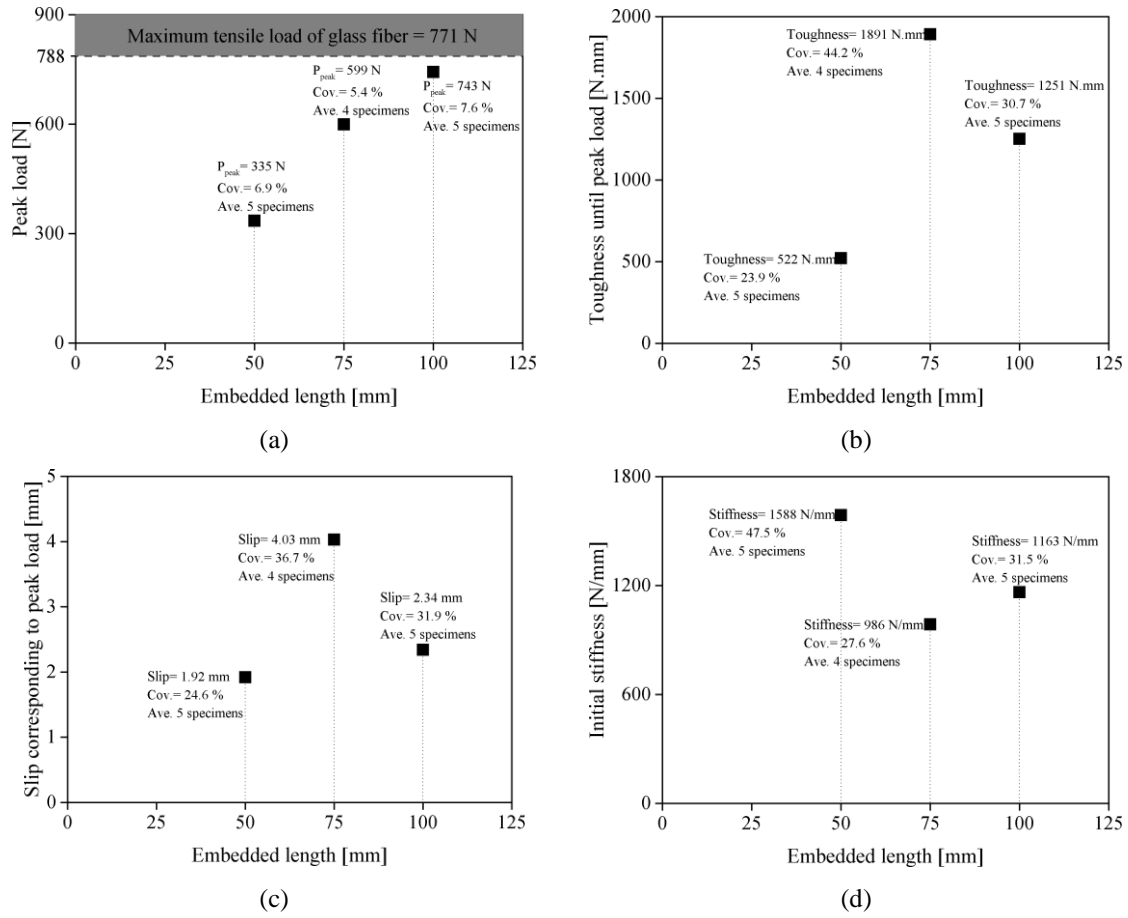 900
Maximum tensile load of glass fiber = 771 N
788
P_peak = 599 N
Cov.= 5.4 %
Ave. 4 specimens
P_peak = 743 N
Cov.= 7.6 %
Ave. 5 specimens
600
P_peak = 335 N
Cov.= 6.9 %
Ave. 5 specimens
300
0
Peak load [N]
0 25 50 75 100 125
Embedded length [mm]
(a)
2000
Toughness= 1891 N.mm
Cov.= 44.2 %
Ave. 4 specimens
1500
Toughness= 1251 N.mm
Cov.= 30.7 %
Ave. 5 specimens
1000
500
Toughness= 522 N.mm
Cov.= 23.9 %
Ave. 5 specimens
0
Toughness until peak load [N.mm]
0 25 50 75 100 125
Embedded length [mm]
(b)
5
4
Slip= 4.03 mm
Cov.= 36.7 %
Ave. 4 specimens
3
Slip= 2.34 mm
Cov.= 31.9 %
Ave. 5 specimens
2
Slip= 1.92 mm
Cov.= 24.6 %
Ave. 5 specimens
1
0
Slip corresponding to peak load [mm]
0 25 50 75 100 125
Embedded length [mm]
(c)
1800
Stiffness= 1588 N/mm
Cov.= 47.5 %
Ave. 5 specimens
Stiffness= 1163 N/mm
Cov.= 31.5 %
Ave. 5 specimens
1200
Stiffness= 986 N/mm
Cov.= 27.6 %
Ave. 4 specimens
600
0
Initial stiffness [N/mm]
0 25 50 75 100 125
Embedded length [mm]
(d)